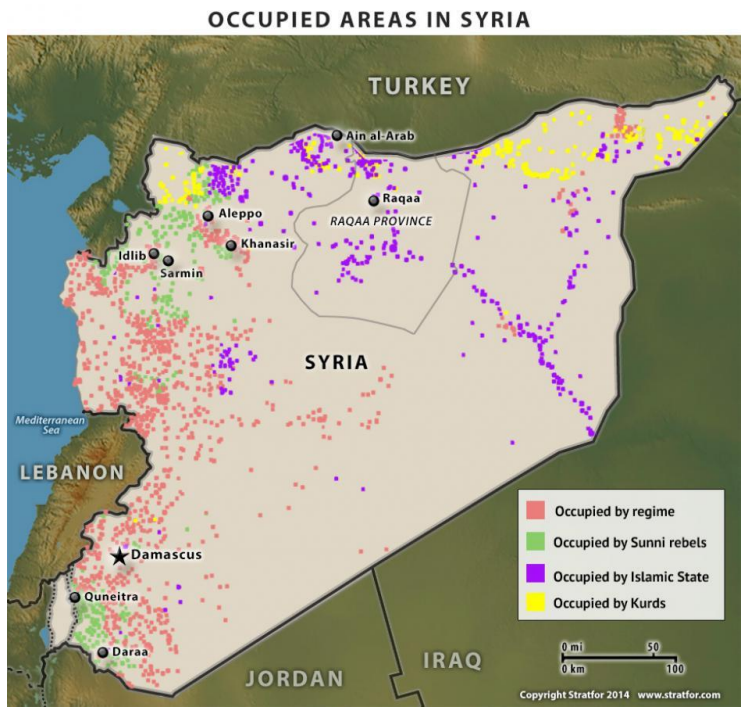 OCCUPIED AREAS IN SYRIA
TURKEY
Ain al-Arab
Raqaa
RAQAA PROVINCE
Aleppo
Khanasir
Idlib
Sarmin
SYRIA
Mediterranean
Sea
LEBANON
Damascus
Quneitra
Daraa
JORDAN
IRAQ
Occupied by regime
Occupied by Sunni rebels
Occupied by Islamic State
Occupied by Kurds
0 mi 50
0 km 100
Copyright Stratfor 2014 www.stratfor.com